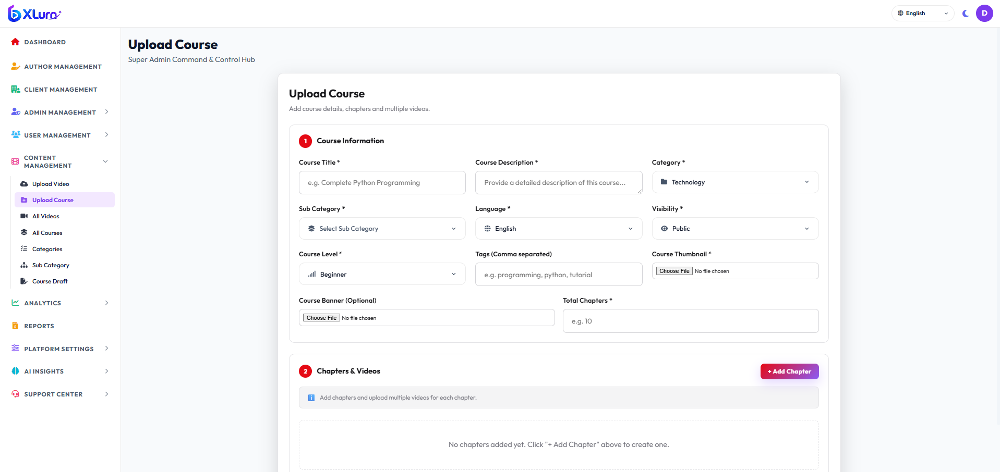 XLurn
English
D
DASHBOARD
AUTHOR MANAGEMENT
CLIENT MANAGEMENT
ADMIN MANAGEMENT
USER MANAGEMENT
CONTENT
MANAGEMENT
Upload Video
Upload Course
All Videos
All Courses
Categories
Sub Category
Course Draft
ANALYTICS
REPORTS
PLATFORM SETTINGS
AI INSIGHTS
SUPPORT CENTER
Upload Course
Super Admin Command & Control Hub
Upload Course
Add course details, chapters and multiple videos.
1 Course Information
Course Title * Course Description * Category *
e.g. Complete Python Programming Provide a detailed description of this course... Technology
Sub Category * Language * Visibility *
Select Sub Category English Public
Course Level * Tags (Comma separated) Course Thumbnail *
Beginner e.g. programming, python, tutorial Choose File No file chosen
Course Banner (Optional) Total Chapters *
Choose File No file chosen e.g. 10
2 Chapters & Videos + Add Chapter
Add chapters and upload multiple videos for each chapter.
No chapters added yet. Click "+ Add Chapter" above to create one.